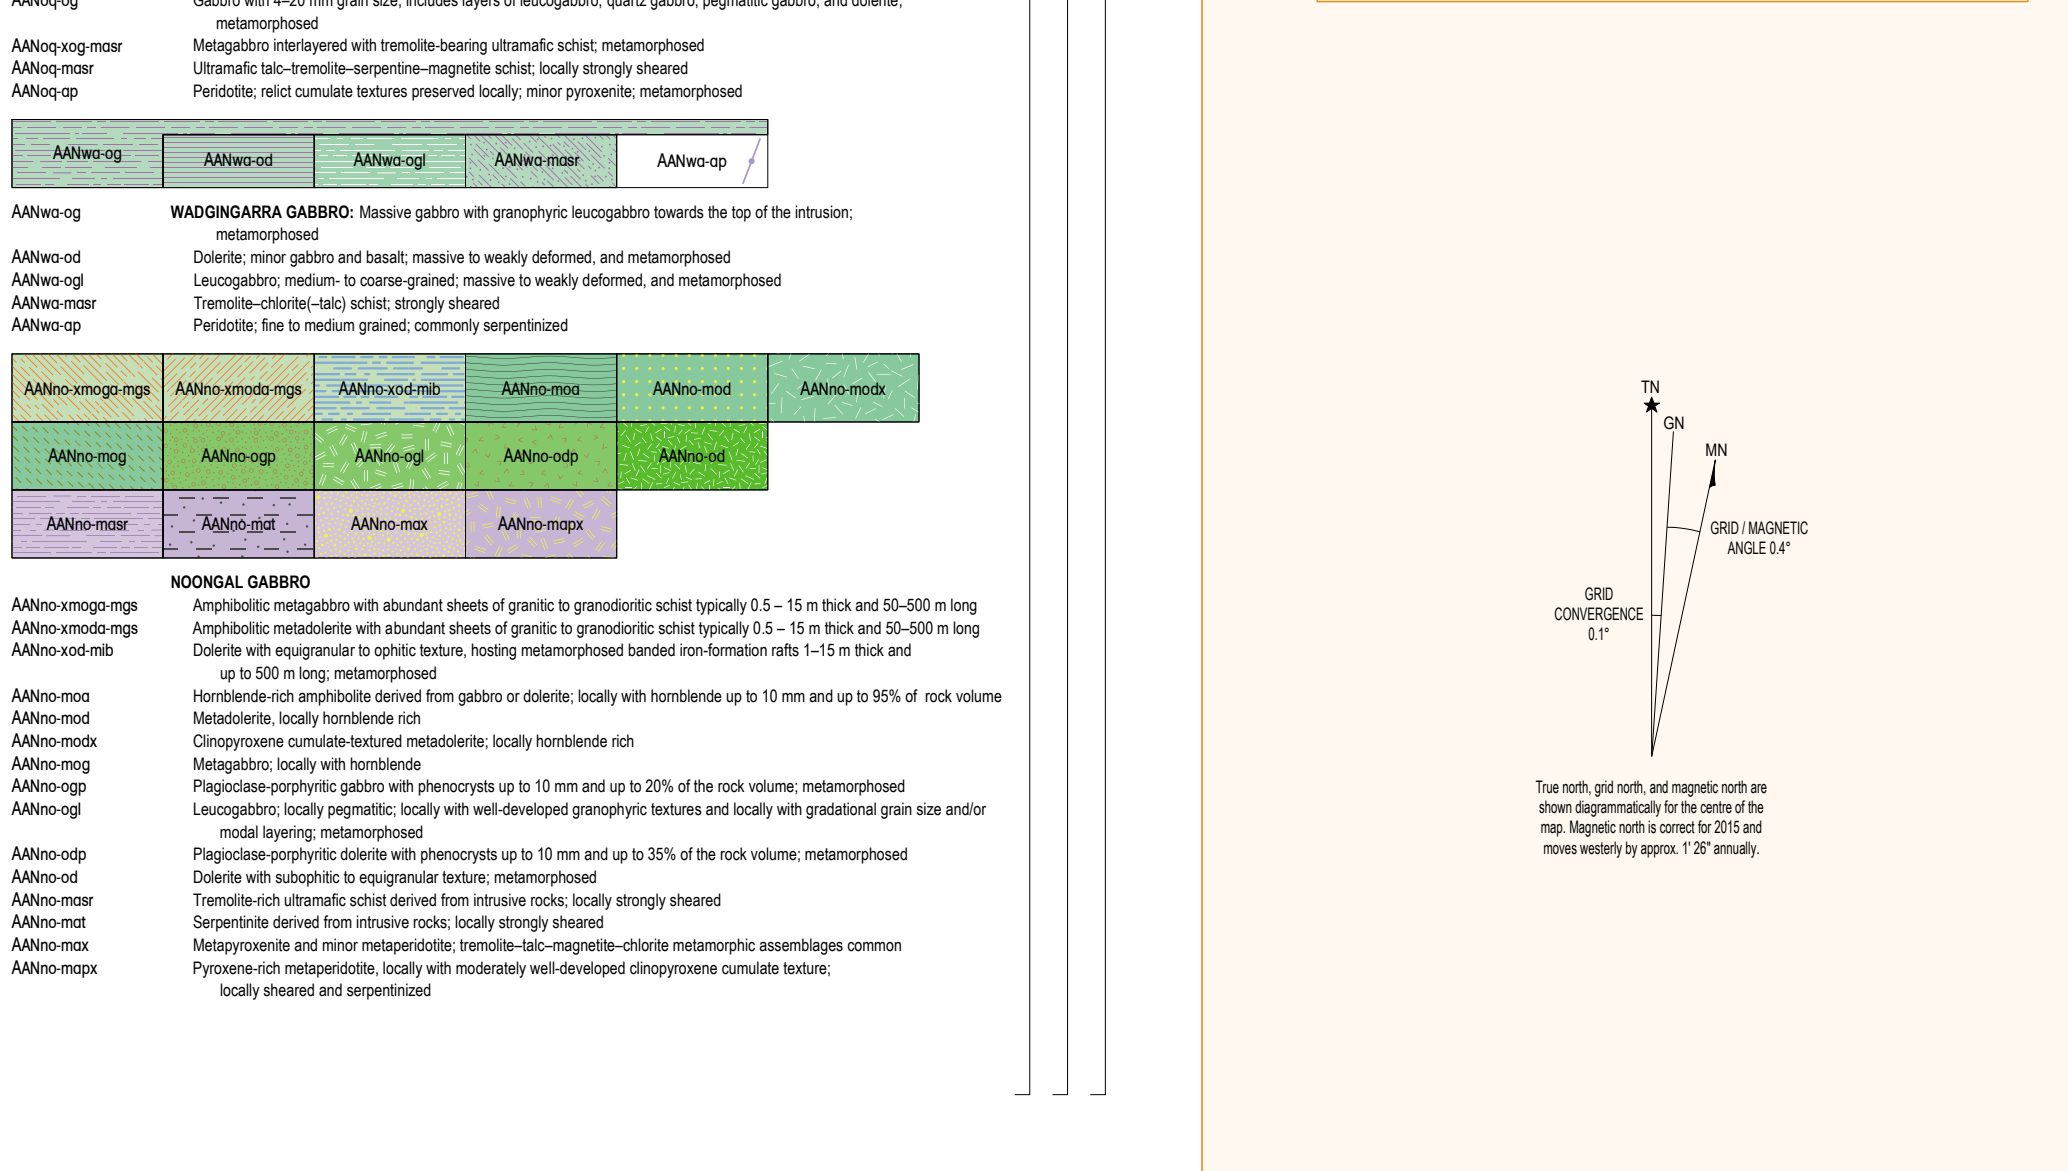 AANoq-og Gabbro with 4–20 mm grain size; includes layers of leucogabbro, quartz gabbro, pegmatitic gabbro, and dolerite;
metamorphosed
AANoq-xog-masr Metagabbro interlayered with tremolite-bearing ultramafic schist; metamorphosed
AANoq-masr Ultramafic talc–tremolite–serpentine–magnetite schist; locally strongly sheared
AANoq-ap Peridotite; relict cumulate textures preserved locally; minor pyroxenite; metamorphosed
AANwa-og AANwa-od AANwa-ogl AANwa-masr AANwa-ap
AANwa-og WADGINGARRA GABBRO: Massive gabbro with granophyric leucogabbro towards the top of the intrusion;
metamorphosed
AANwa-od Dolerite; minor gabbro and basalt; massive to weakly deformed, and metamorphosed
AANwa-ogl Leucogabbro; medium- to coarse-grained; massive to weakly deformed, and metamorphosed
AANwa-masr Tremolite–chlorite(–talc) schist; strongly sheared
AANwa-ap Peridotite; fine to medium grained; commonly serpentinized
AANno-xmoga-mgs AANno-xmoda-mgs AANno-xod-mib AANno-moa AANno-mod AANno-modx
AANno-mog AANno-ogp AANno-ogl AANno-odp AANno-od
AANno-masr AANno-mat AANno-max AANno-mapx
NOONGAL GABBRO
AANno-xmoga-mgs Amphibolitic metagabbro with abundant sheets of granitic to granodioritic schist typically 0.5 – 15 m thick and 50–500 m long
AANno-xmoda-mgs Amphibolitic metadolerite with abundant sheets of granitic to granodioritic schist typically 0.5 – 15 m thick and 50–500 m long
AANno-xod-mib Dolerite with equigranular to ophitic texture, hosting metamorphosed banded iron-formation rafts 1–15 m thick and
up to 500 m long; metamorphosed
AANno-moa Hornblende-rich amphibolite derived from gabbro or dolerite; locally with hornblende up to 10 mm and up to 95% of rock volume
AANno-mod Metadolerite, locally hornblende rich
AANno-modx Clinopyroxene cumulate-textured metadolerite; locally hornblende rich
AANno-mog Metagabbro; locally with hornblende
AANno-ogp Plagioclase-porphyritic gabbro with phenocrysts up to 10 mm and up to 20% of the rock volume; metamorphosed
AANno-ogl Leucogabbro; locally pegmatitic; locally with well-developed granophyric textures and locally with gradational grain size and/or
modal layering; metamorphosed
AANno-odp Plagioclase-porphyritic dolerite with phenocrysts up to 10 mm and up to 35% of the rock volume; metamorphosed
AANno-od Dolerite with subophitic to equigranular texture; metamorphosed
AANno-masr Tremolite-rich ultramafic schist derived from intrusive rocks; locally strongly sheared
AANno-mat Serpentinite derived from intrusive rocks; locally strongly sheared
AANno-max Metapyroxenite and minor metaperidotite; tremolite–talc–magnetite–chlorite metamorphic assemblages common
AANno-mapx Pyroxene-rich metaperidotite, locally with moderately well-developed clinopyroxene cumulate texture;
locally sheared and serpentinized
TN
GN
MN
GRID / MAGNETIC
ANGLE 0.4°
GRID
CONVERGENCE
0.1°
True north, grid north, and magnetic north are
shown diagrammatically for the centre of the
map. Magnetic north is correct for 2015 and
moves westerly by approx. 1' 26" annually.